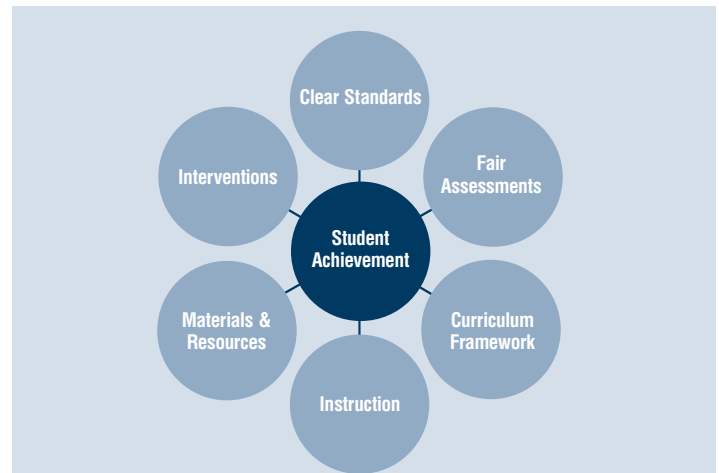 Clear Standards
Fair
Assessments
Interventions
Student
Achievement
Materials &
Resources
Curriculum
Framework
Instruction